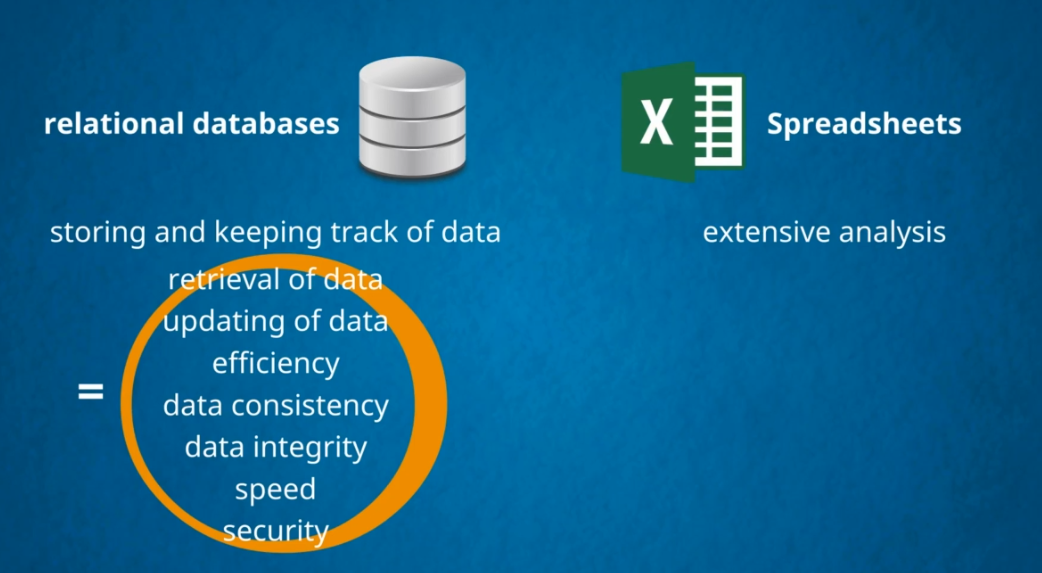 relational databases
X
Spreadsheets
storing and keeping track of data
extensive analysis
retrieval of data
updating of data
efficiency
=
data consistency
data integrity
speed
security